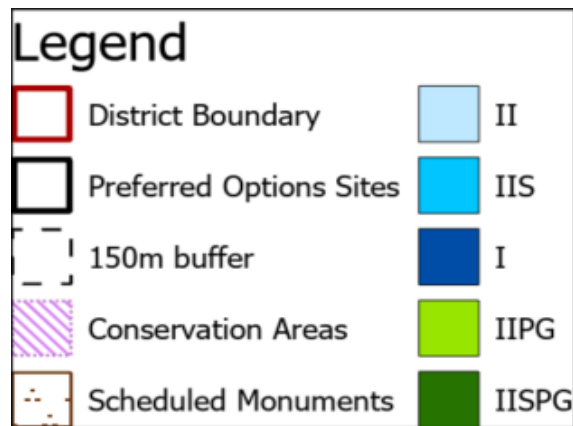 Legend
District Boundary
Preferred Options Sites
150m buffer
Conservation Areas
Scheduled Monuments
II
IIS
I
IIPG
IISPG